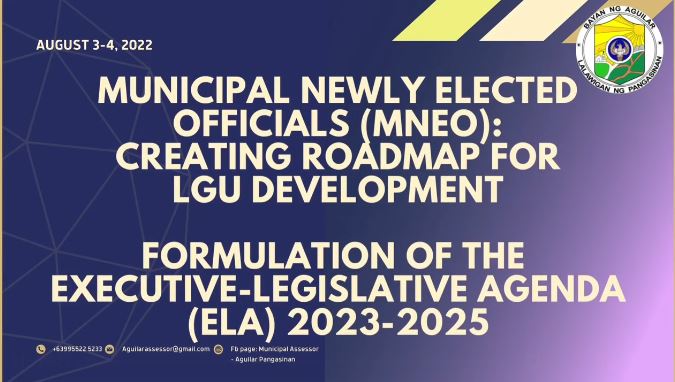 AUGUST 3-4, 2022
BAYAN NG AGUILAR
LALAWIGAN NG PANGASINAN
MUNICIPAL NEWLY ELECTED
OFFICIALS (MNEO):
CREATING ROADMAP FOR
LGU DEVELOPMENT
FORMULATION OF THE
EXECUTIVE-LEGISLATIVE AGENDA
(ELA) 2023-2025
+63995522 5233
Aguilarassessor@gmail.com
Fb page: Municipal Assessor
- Aguilar Pangasinan